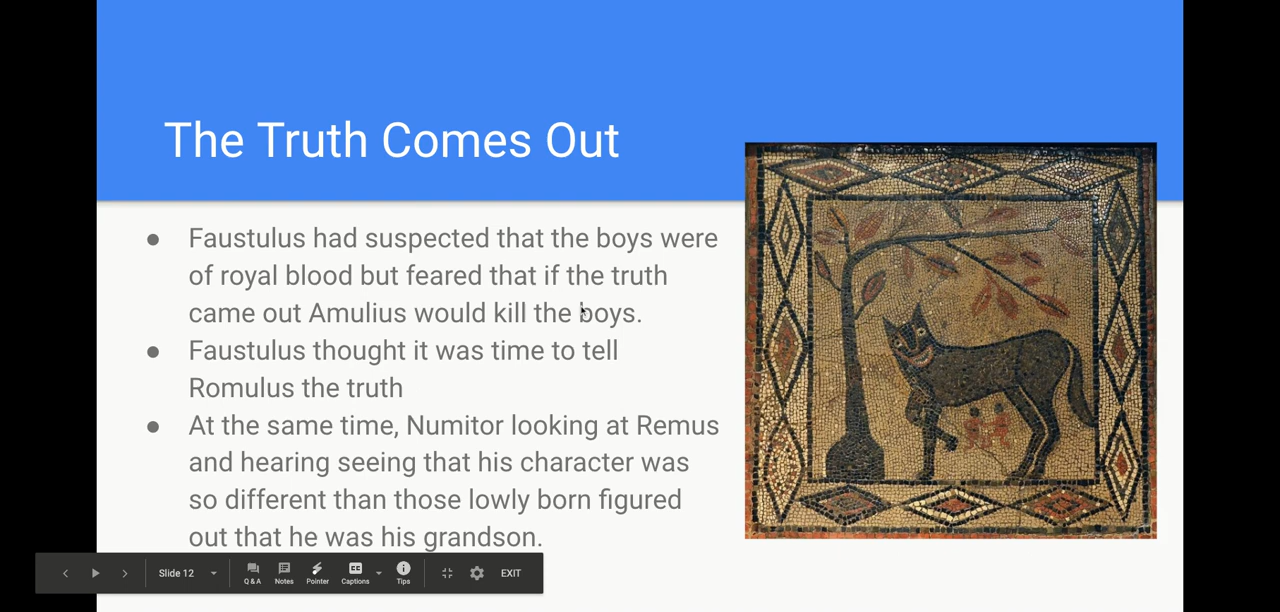 The Truth Comes Out
● Faustulus had suspected that the boys were
of royal blood but feared that if the truth
came out Amulius would kill the boys.
● Faustulus thought it was time to tell
Romulus the truth
● At the same time, Numitor looking at Remus
and hearing seeing that his character was
so different than those lowly born figured
out that he was his grandson.
Slide 12 Q & A Notes Pointer Captions Tips EXIT